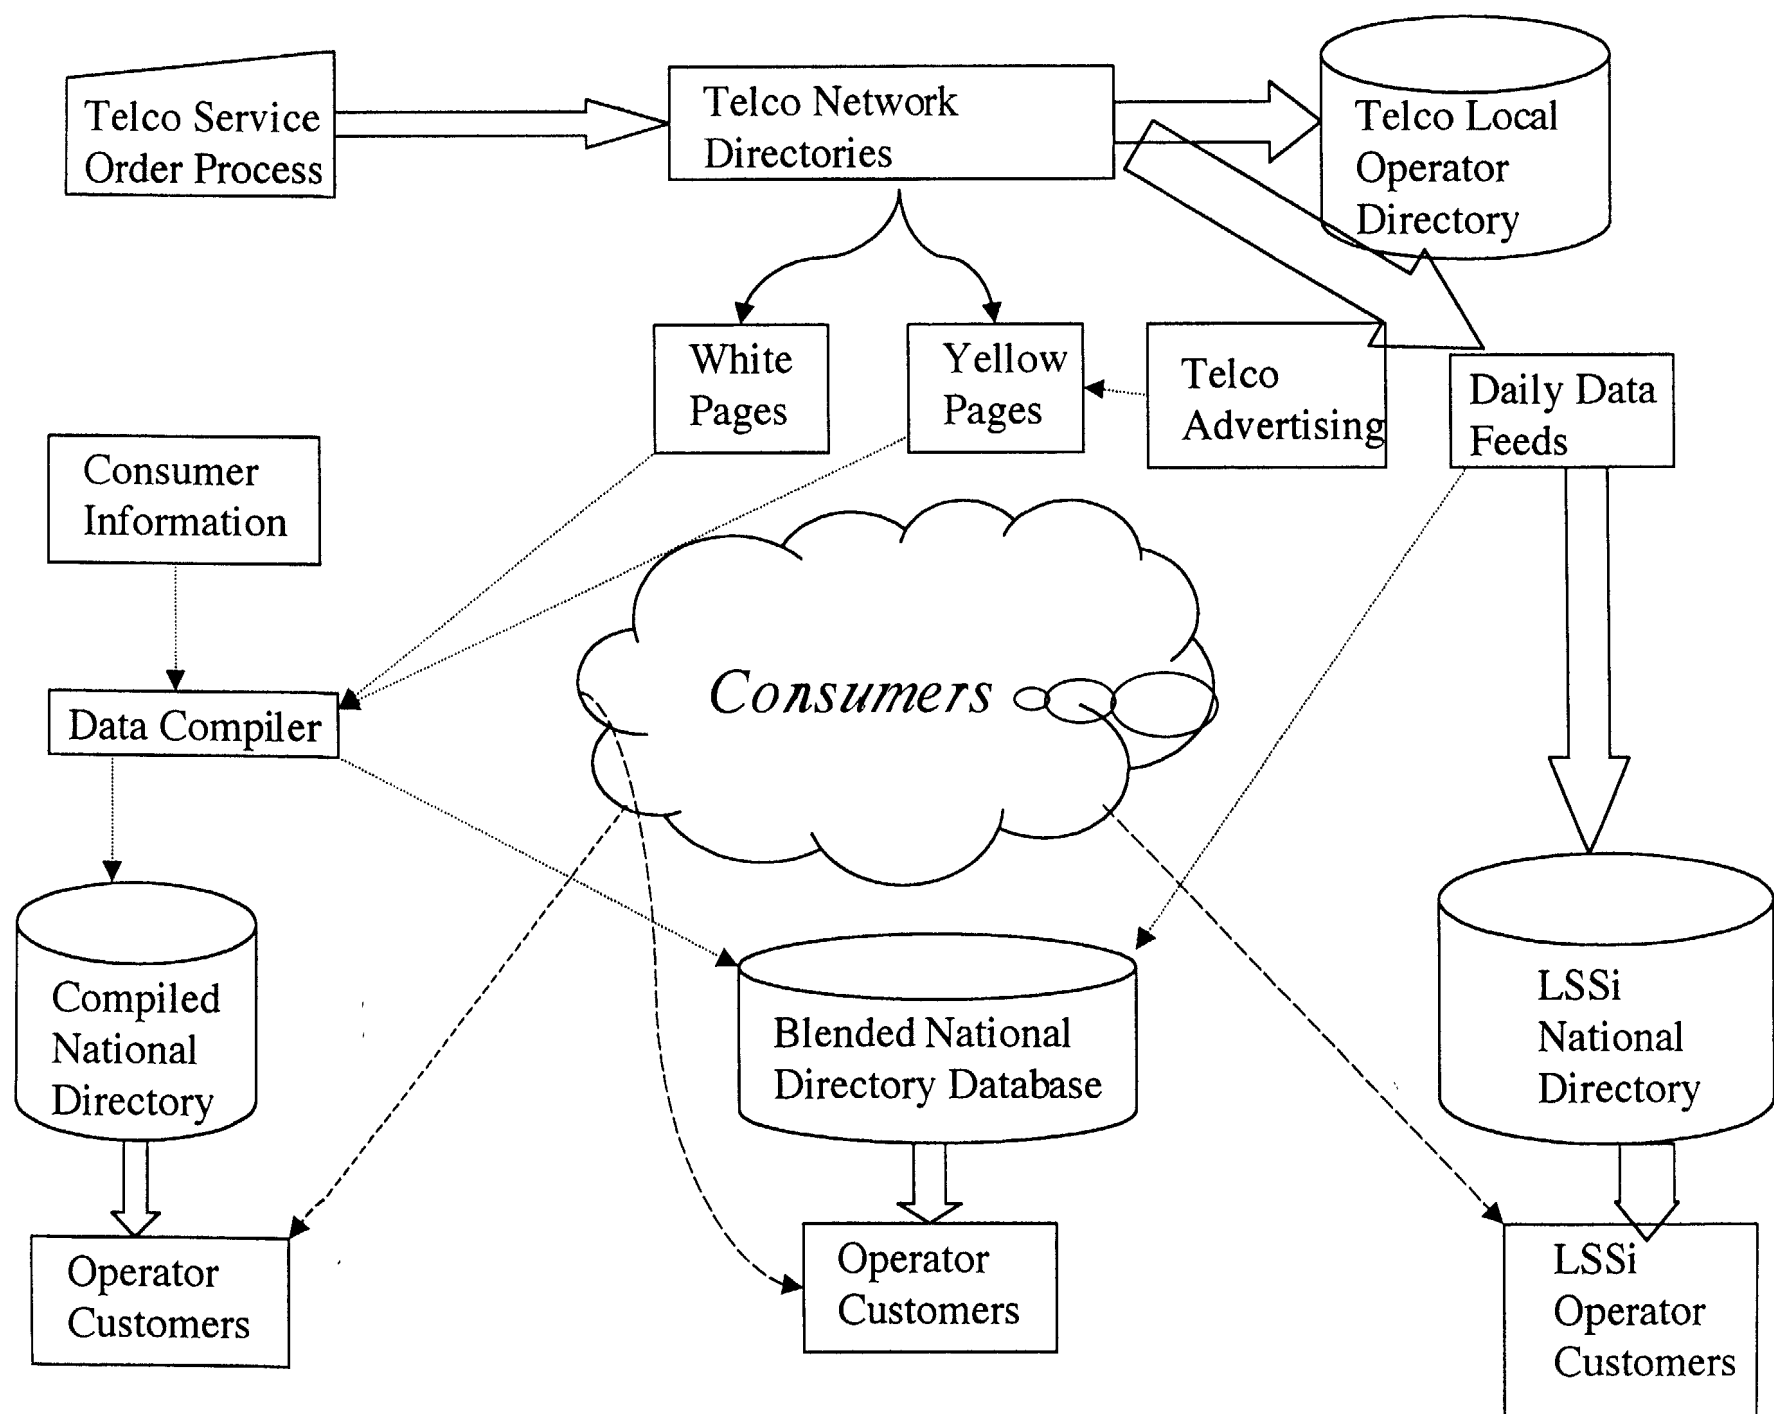 Telco Service
Order Process
Telco Network
Directories
Telco Local
Operator
Directory
White
Pages
Yellow
Pages
Telco
Advertising
Daily Data
Feeds
Consumer
Information
Consumers
Data Compiler
Compiled
National
Directory
Blended National
Directory Database
LSSi
National
Directory
Operator
Customers
Operator
Customers
LSSi
Operator
Customers